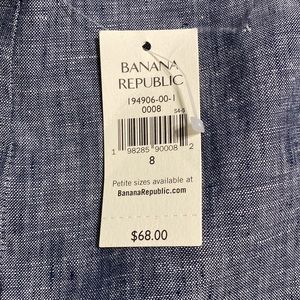 BANANA
REPUBLIC
194906-00-1
0008
1 98285 90008 2
8
Petite sizes available at
BananaRepublic.com
$68.00